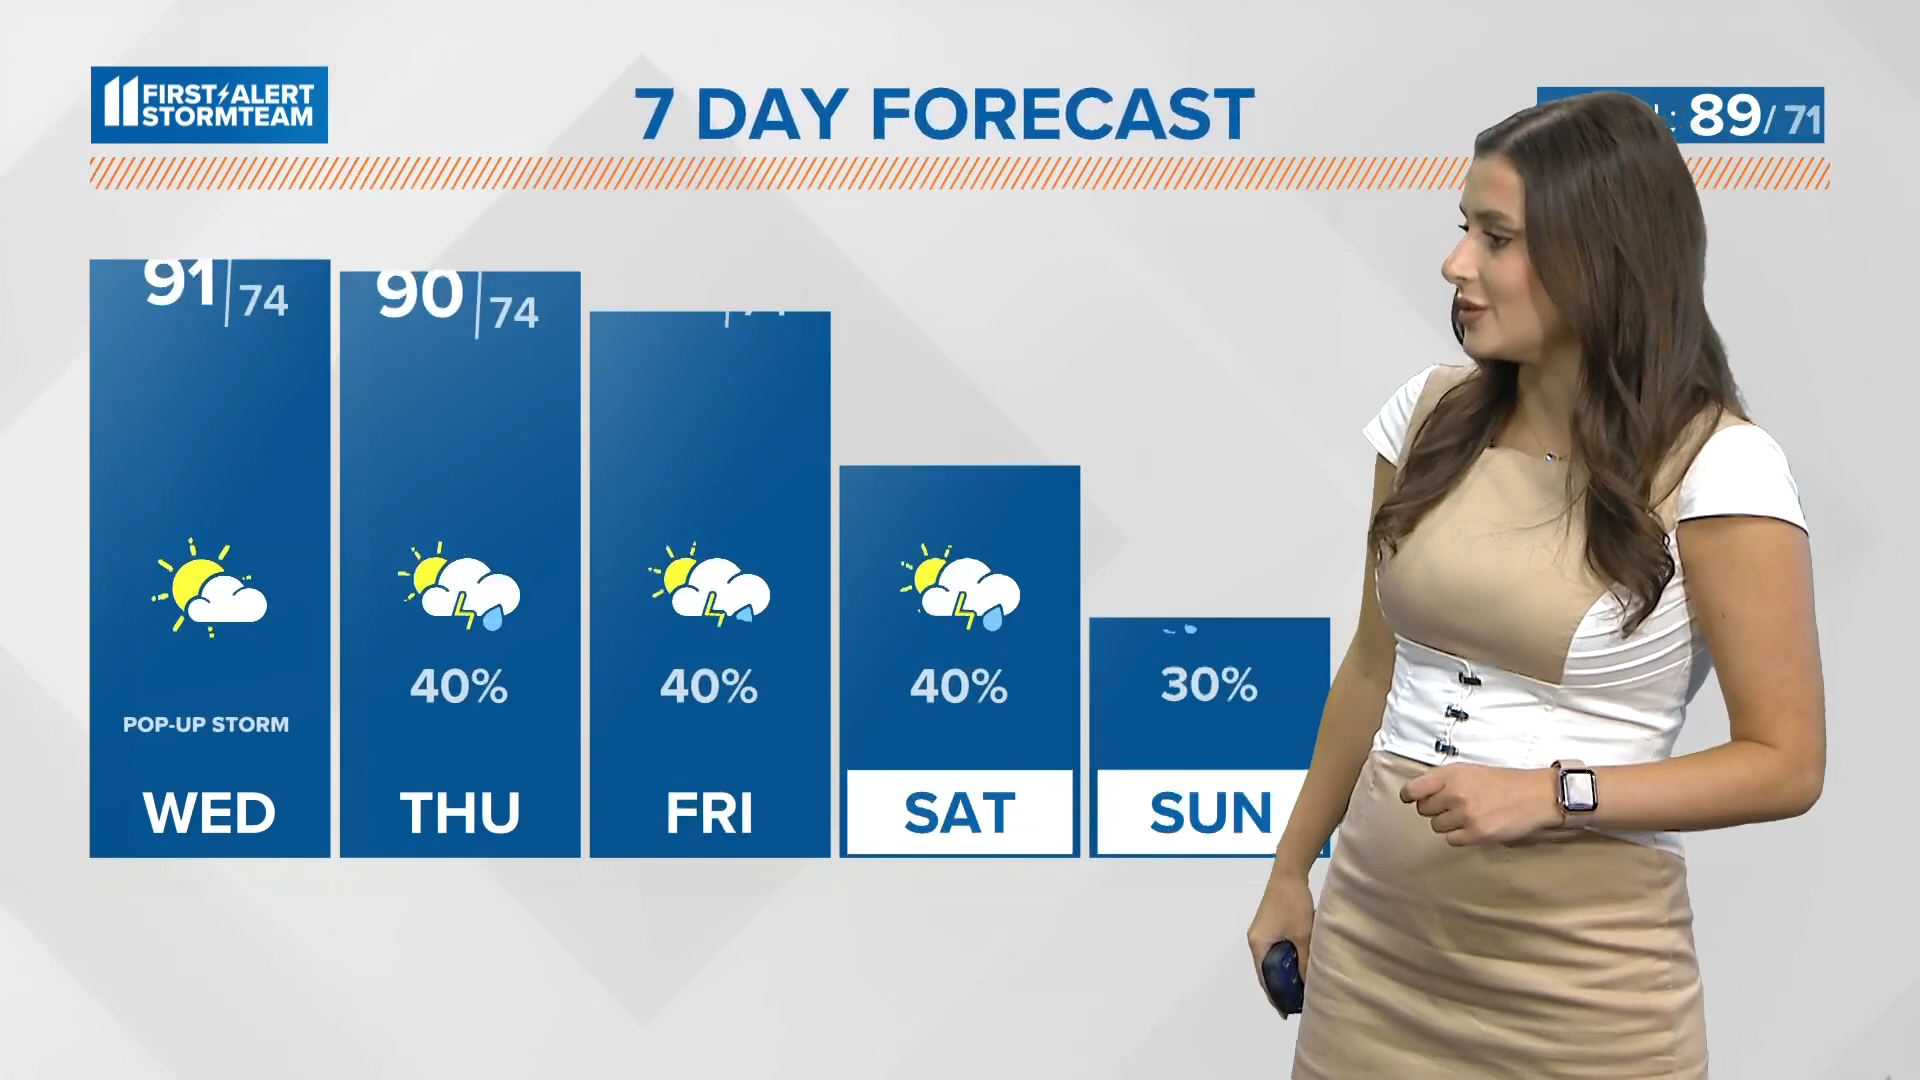 11 FIRST ALERT
STORMTEAM
7 DAY FORECAST
: 89/71
91 74
90 74
40%
40%
40%
30%
POP-UP STORM
WED
THU
FRI
SAT
SUN